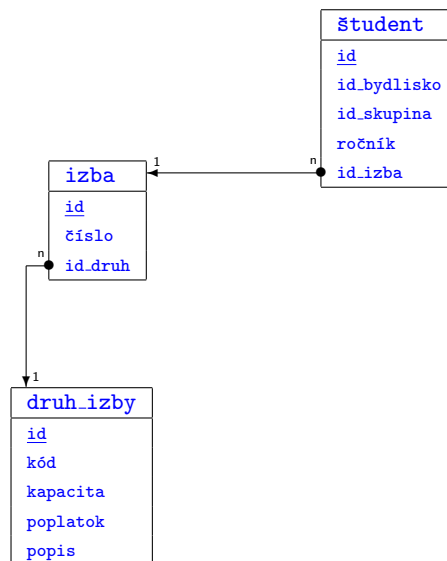 študent
id
id_bydlisko
id_skupina
ročník
id_izba
n
1
izba
id
číslo
id_druh
n
1
druh_izby
id
kód
kapacita
poplatok
popis